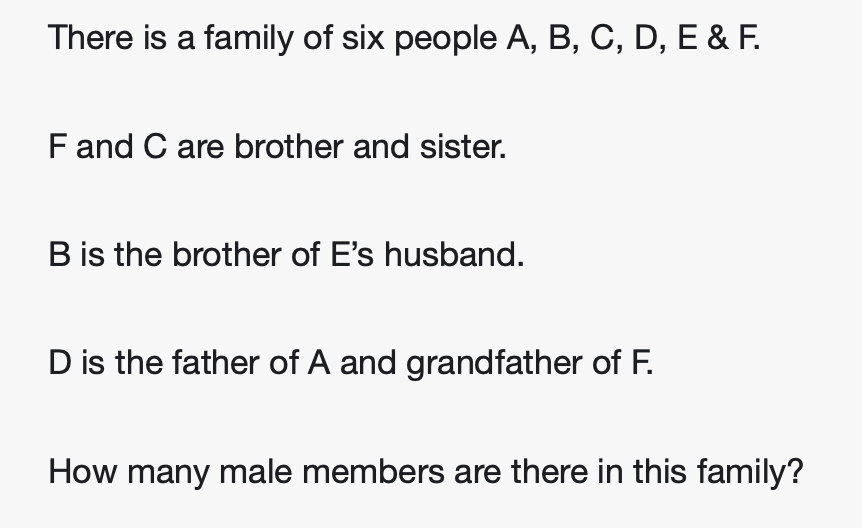 There is a family of six people A, B, C, D, E & F.
F and C are brother and sister.
B is the brother of E’s husband.
D is the father of A and grandfather of F.
How many male members are there in this family?